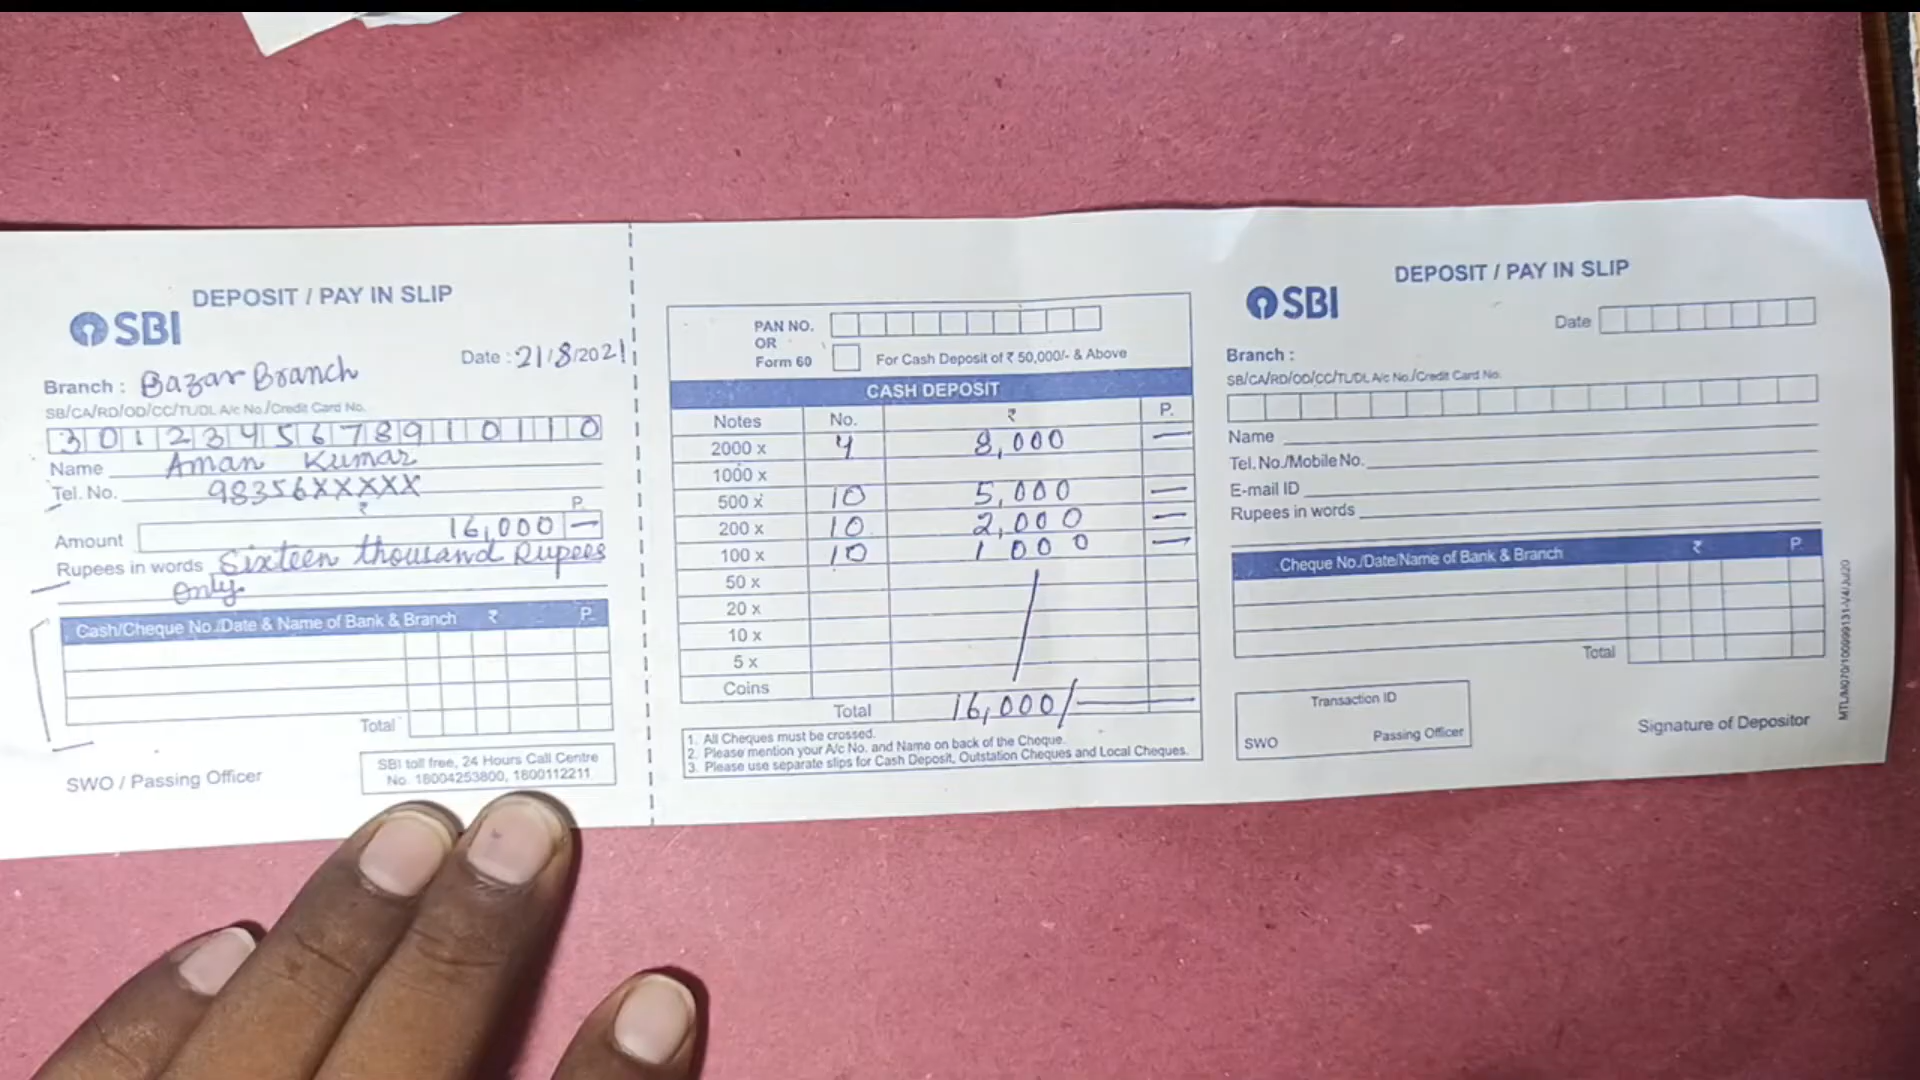 DEPOSIT / PAY IN SLIP
SBI
Date : 21/8/2021
Branch : Bazar Branch
SB/CA/RD/OD/CC/TL/DL A/c No./Credit Card No.
3 0 1 2 3 4 5 6 7 8 9 1 0 1 1 0
Name Aman Kumar
Tel. No. 98356XXXXX
₹ P.
Amount 16,000 —
Rupees in words Sixteen thousand Rupees
Only
Cash/Cheque No./Date & Name of Bank & Branch ₹ P.
Total
SWO / Passing Officer
SBI toll free, 24 Hours Call Centre
No. 18004253800, 1800112211
PAN NO.
OR
Form 60 For Cash Deposit of ₹ 50,000/- & Above
CASH DEPOSIT
Notes No. ₹ P.
2000 x 4 8,000 —
1000 x
500 x 10 5,000 —
200 x 10 2,000 —
100 x 10 1 000 —
50 x
20 x
10 x
5 x
Coins
Total 16,000/—
1. All Cheques must be crossed.
2. Please mention your A/c No. and Name on back of the Cheque.
3. Please use separate slips for Cash Deposit, Outstation Cheques and Local Cheques.
DEPOSIT / PAY IN SLIP
SBI
Date
Branch :
SB/CA/RD/OD/CC/TL/DL A/c No./Credit Card No.
Name
Tel. No./Mobile No.
E-mail ID
Rupees in words
Cheque No./Date/Name of Bank & Branch ₹ P.
Total
Transaction ID
SWO Passing Officer
Signature of Depositor